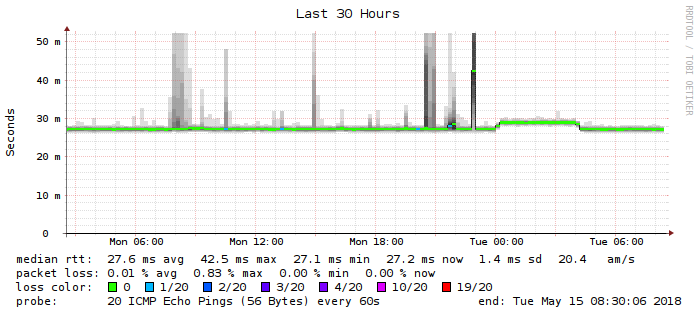 Last 30 Hours
RRDTOOL / TOBI OETIKER
Seconds
50 m
40 m
30 m
20 m
10 m
0
Mon 06:00 Mon 12:00 Mon 18:00 Tue 00:00 Tue 06:00
median rtt: 27.6 ms avg 42.5 ms max 27.1 ms min 27.2 ms now 1.4 ms sd 20.4 am/s
packet loss: 0.01 % avg 0.83 % max 0.00 % min 0.00 % now
loss color: 0 1/20 2/20 3/20 4/20 10/20 19/20
probe: 20 ICMP Echo Pings (56 Bytes) every 60s end: Tue May 15 08:30:06 2018